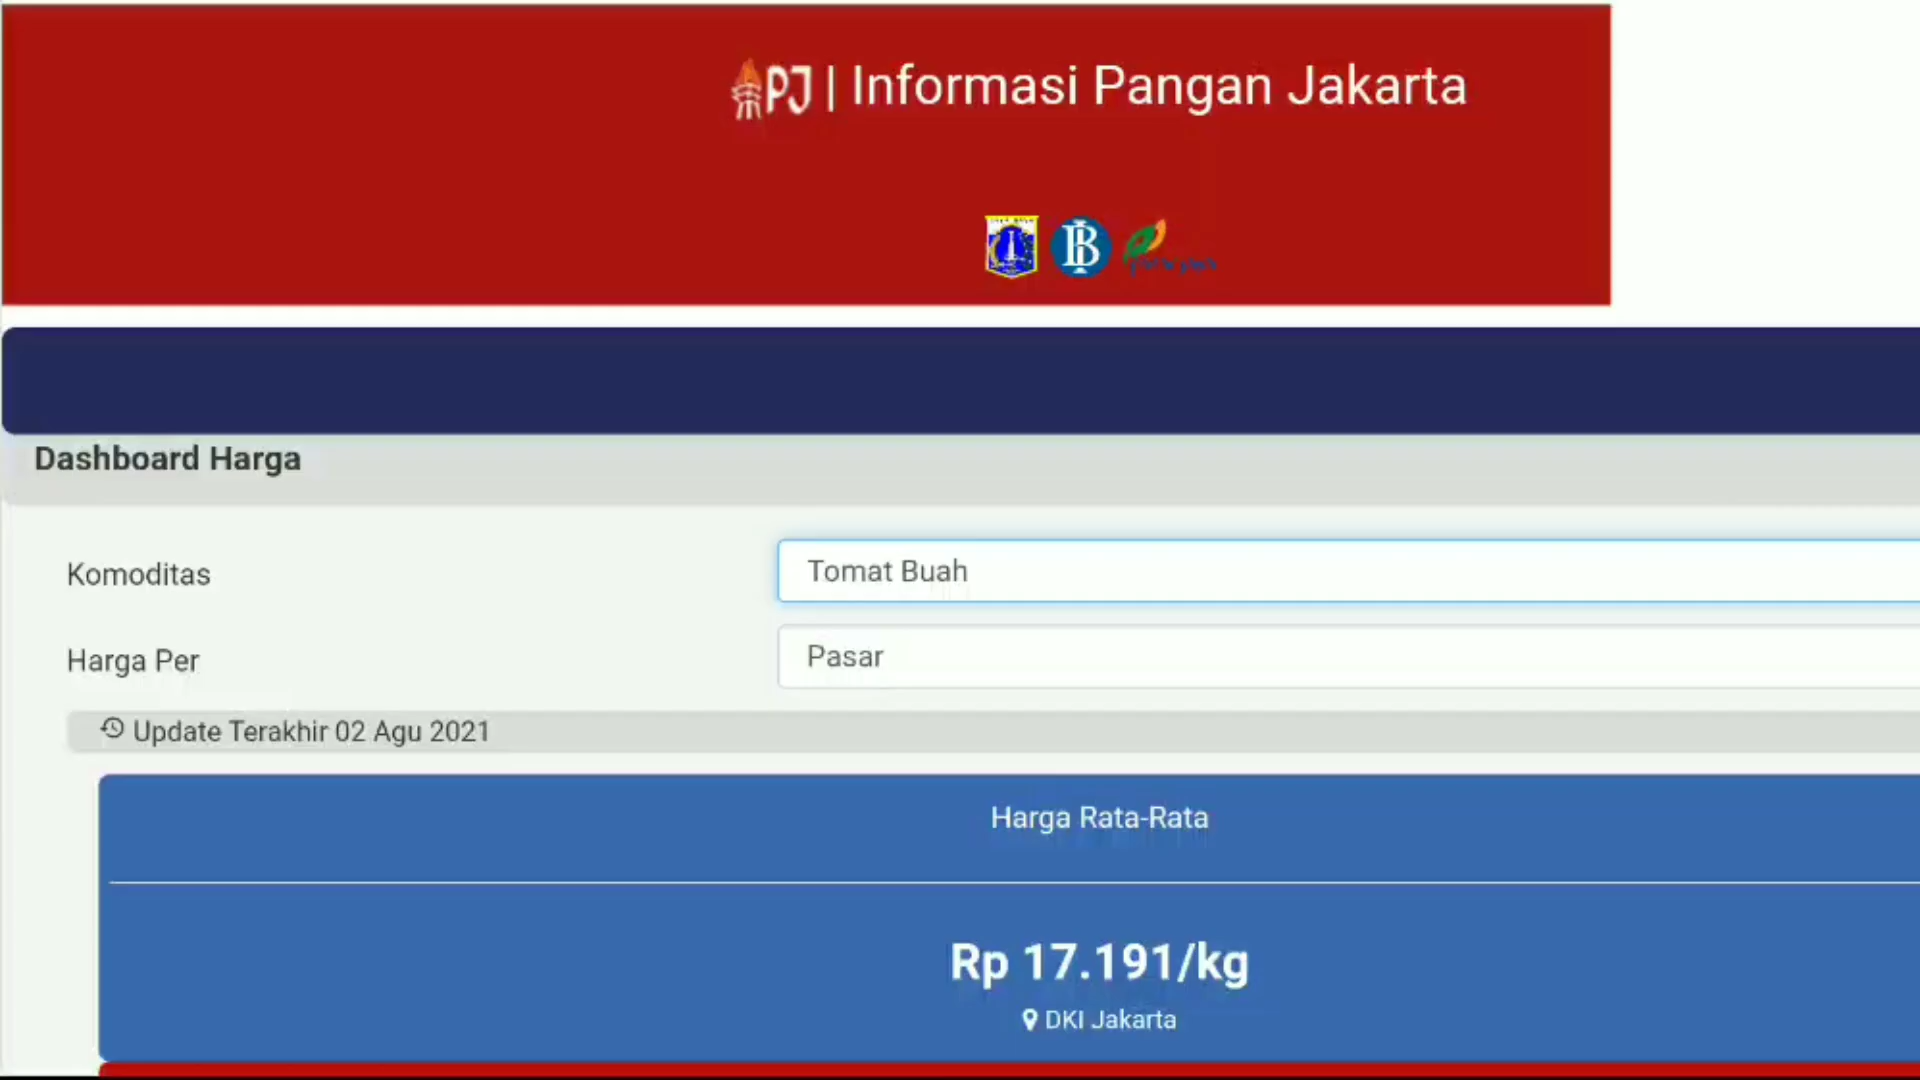 PJ | Informasi Pangan Jakarta
Dashboard Harga
Komoditas
Tomat Buah
Harga Per
Pasar
Update Terakhir 02 Agu 2021
Harga Rata-Rata
Rp 17.191/kg
DKI Jakarta